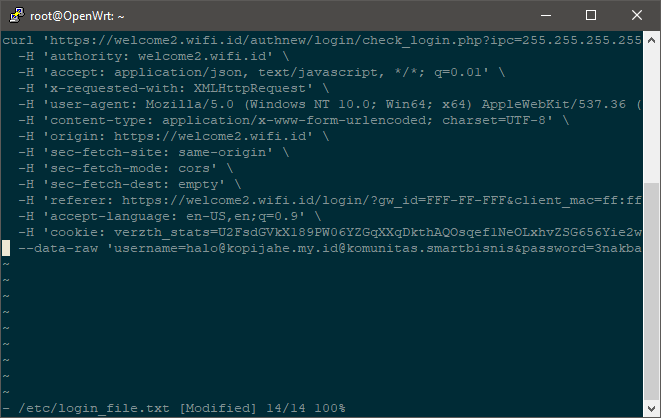 root@OpenWrt: ~
curl 'https://welcome2.wifi.id/authnew/login/check_login.php?ipc=255.255.255.255
-H 'authority: welcome2.wifi.id' \
-H 'accept: application/json, text/javascript, */*; q=0.01' \
-H 'x-requested-with: XMLHttpRequest' \
-H 'user-agent: Mozilla/5.0 (Windows NT 10.0; Win64; x64) AppleWebKit/537.36 (
-H 'content-type: application/x-www-form-urlencoded; charset=UTF-8' \
-H 'origin: https://welcome2.wifi.id' \
-H 'sec-fetch-site: same-origin' \
-H 'sec-fetch-mode: cors' \
-H 'sec-fetch-dest: empty' \
-H 'referer: https://welcome2.wifi.id/login/?gw_id=FFF-FF-FFF&client_mac=ff:ff
-H 'accept-language: en-US,en;q=0.9' \
-H 'cookie: verzth_stats=U2FsdGVkX189PW06YZGqXXqDkthAQOsqef1NeOLxhvZSG656Yie2w
--data-raw 'username=halo@kopijahe.my.id@komunitas.smartbisnis&password=3nakba
~
~
~
~
~
~
~
~
~
- /etc/login_file.txt [Modified] 14/14 100%